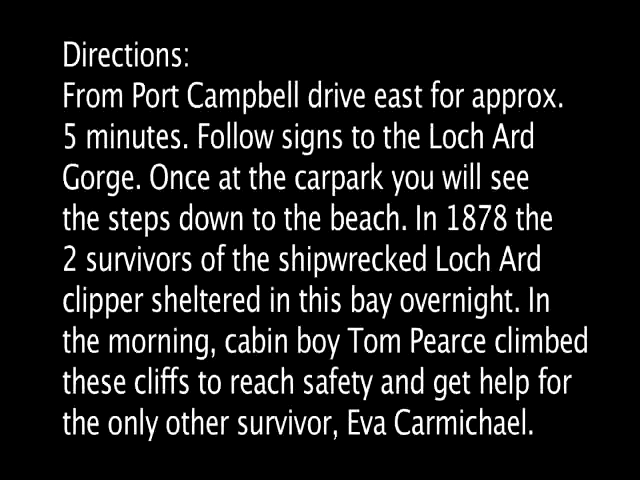 Directions:
From Port Campbell drive east for approx.
5 minutes. Follow signs to the Loch Ard
Gorge. Once at the carpark you will see
the steps down to the beach. In 1878 the
2 survivors of the shipwrecked Loch Ard
clipper sheltered in this bay overnight. In
the morning, cabin boy Tom Pearce climbed
these cliffs to reach safety and get help for
the only other survivor, Eva Carmichael.